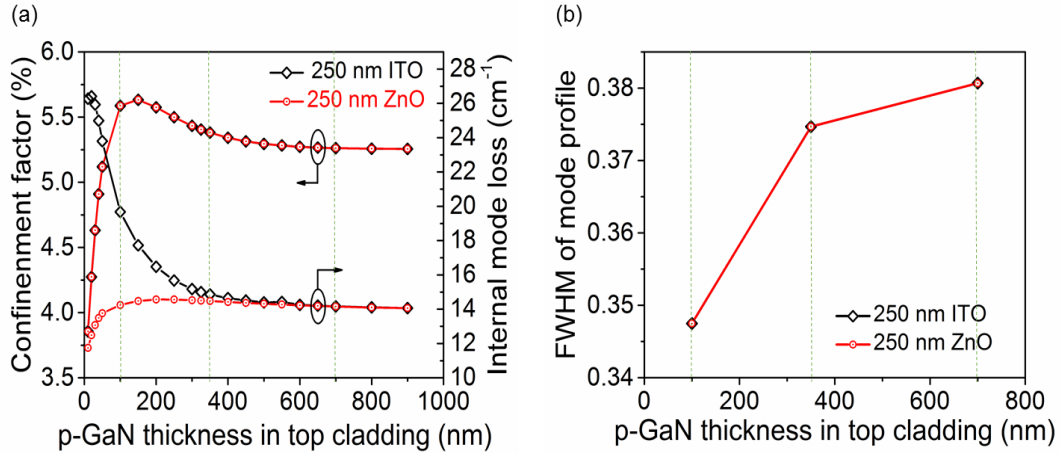 (a)
Confinenment factor (%)
6.0
5.5
5.0
4.5
4.0
3.5
250 nm ITO
250 nm ZnO
28
26
24
22
20
18
16
14
12
10
Internal mode loss (cm⁻¹)
0 200 400 600 800 1000
p-GaN thickness in top cladding (nm)
(b)
FWHM of mode profile
0.38
0.37
0.36
0.35
0.34
250 nm ITO
250 nm ZnO
0 200 400 600 800
p-GaN thickness in top cladding (nm)